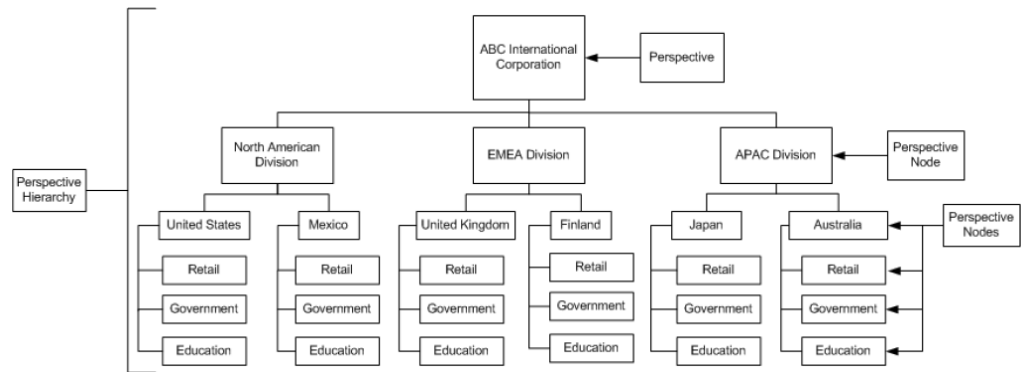 ABC International
Corporation
Perspective
North American
Division
EMEA Division
APAC Division
Perspective
Node
Perspective
Hierarchy
United States
Mexico
United Kingdom
Finland
Japan
Australia
Perspective
Nodes
Retail
Retail
Retail
Retail
Retail
Retail
Government
Government
Government
Government
Government
Government
Education
Education
Education
Education
Education
Education